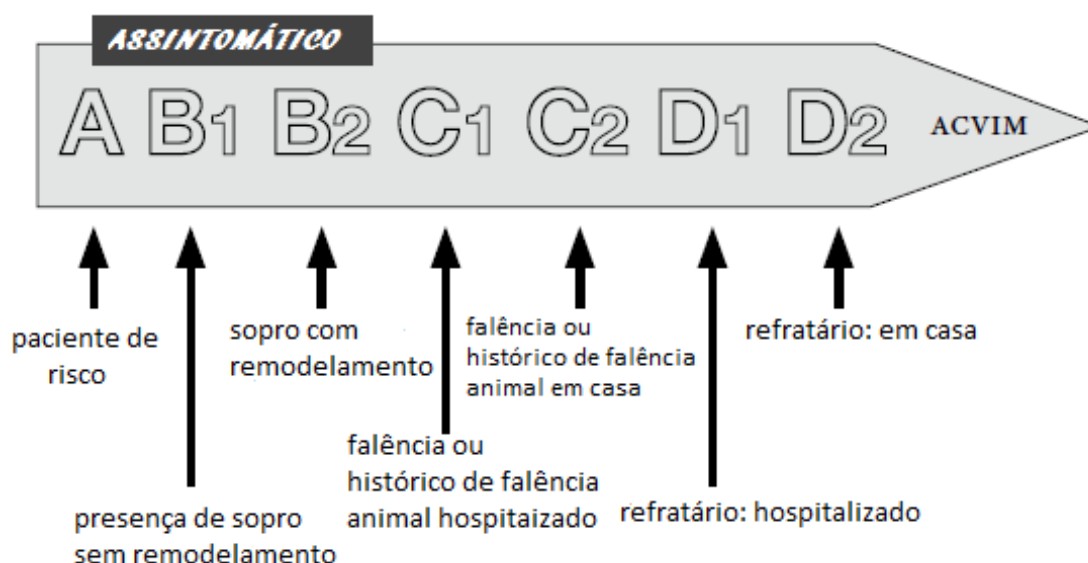 ASSINTOMÁTICO
A B1 B2 C1 C2 D1 D2 ACVIM
paciente de
risco
presença de sopro
sem remodelamento
sopro com
remodelamento
falência ou
histórico de falência
animal hospitaizado
falência ou
histórico de falência
animal em casa
refratário: hospitalizado
refratário: em casa